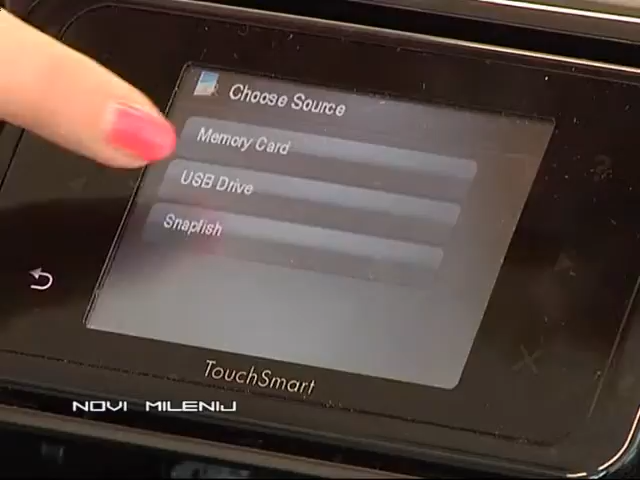 Choose Source
Memory Card
USB Drive
Snapfish
TouchSmart
NOVI MILENIJ